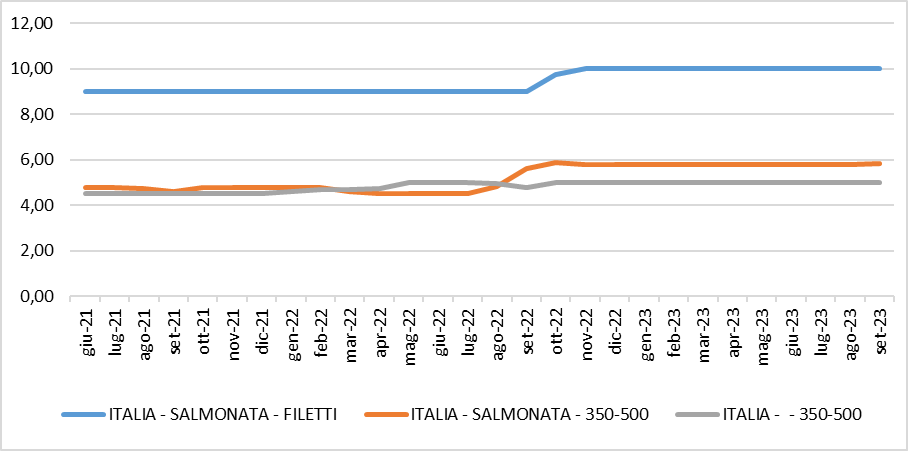 12,00
10,00
8,00
6,00
4,00
2,00
0,00
giu-21
lug-21
ago-21
set-21
ott-21
nov-21
dic-21
gen-22
feb-22
mar-22
apr-22
mag-22
giu-22
lug-22
ago-22
set-22
ott-22
nov-22
dic-22
gen-23
feb-23
mar-23
apr-23
mag-23
giu-23
lug-23
ago-23
set-23
ITALIA - SALMONATA - FILETTI
ITALIA - SALMONATA - 350-500
ITALIA -  - 350-500